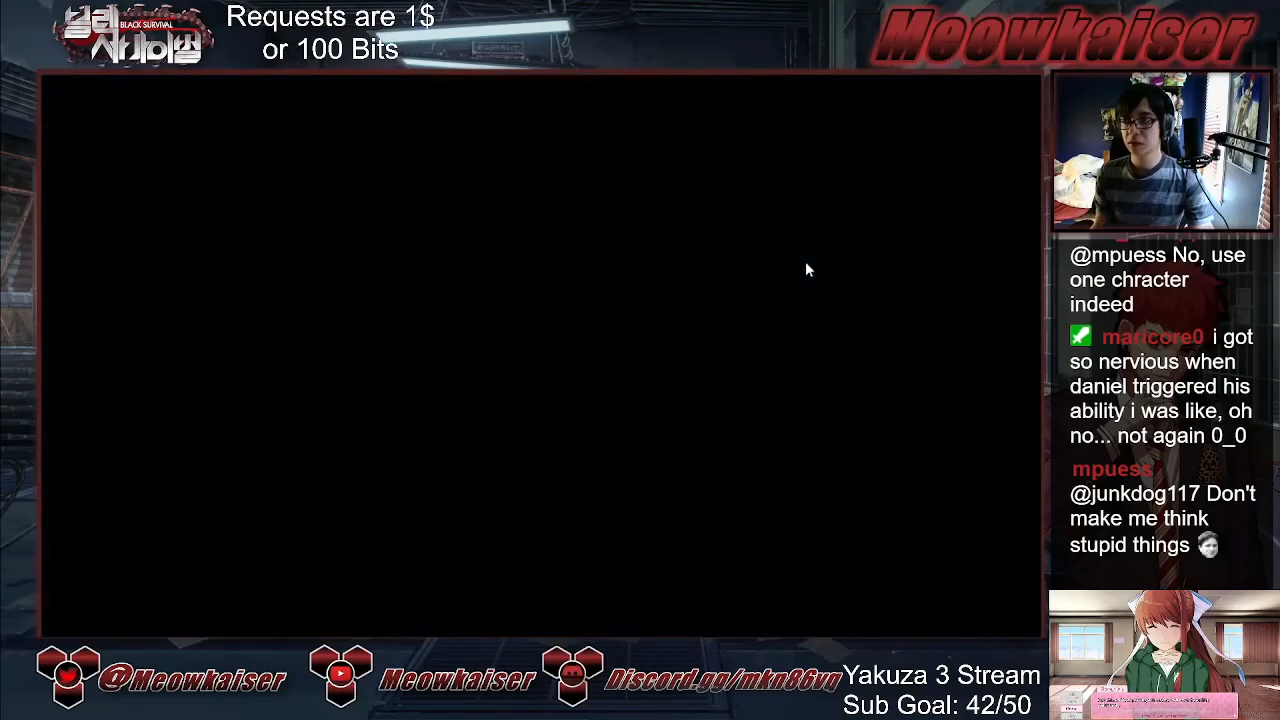 블랙
BLACK SURVIVAL
서바이벌
Requests are 1$
or 100 Bits
Meowkaiser
@mpuess No, use
one chracter
indeed
maricore0 i got
so nervious when
daniel triggered his
ability i was like, oh
no... not again 0_0
mpuess
@junkdog117 Don't
make me think
stupid things
@Meowkaiser
Meowkaiser
Discord.gg/mkn86vg
Yakuza 3 Stream
Sub Goal: 42/50